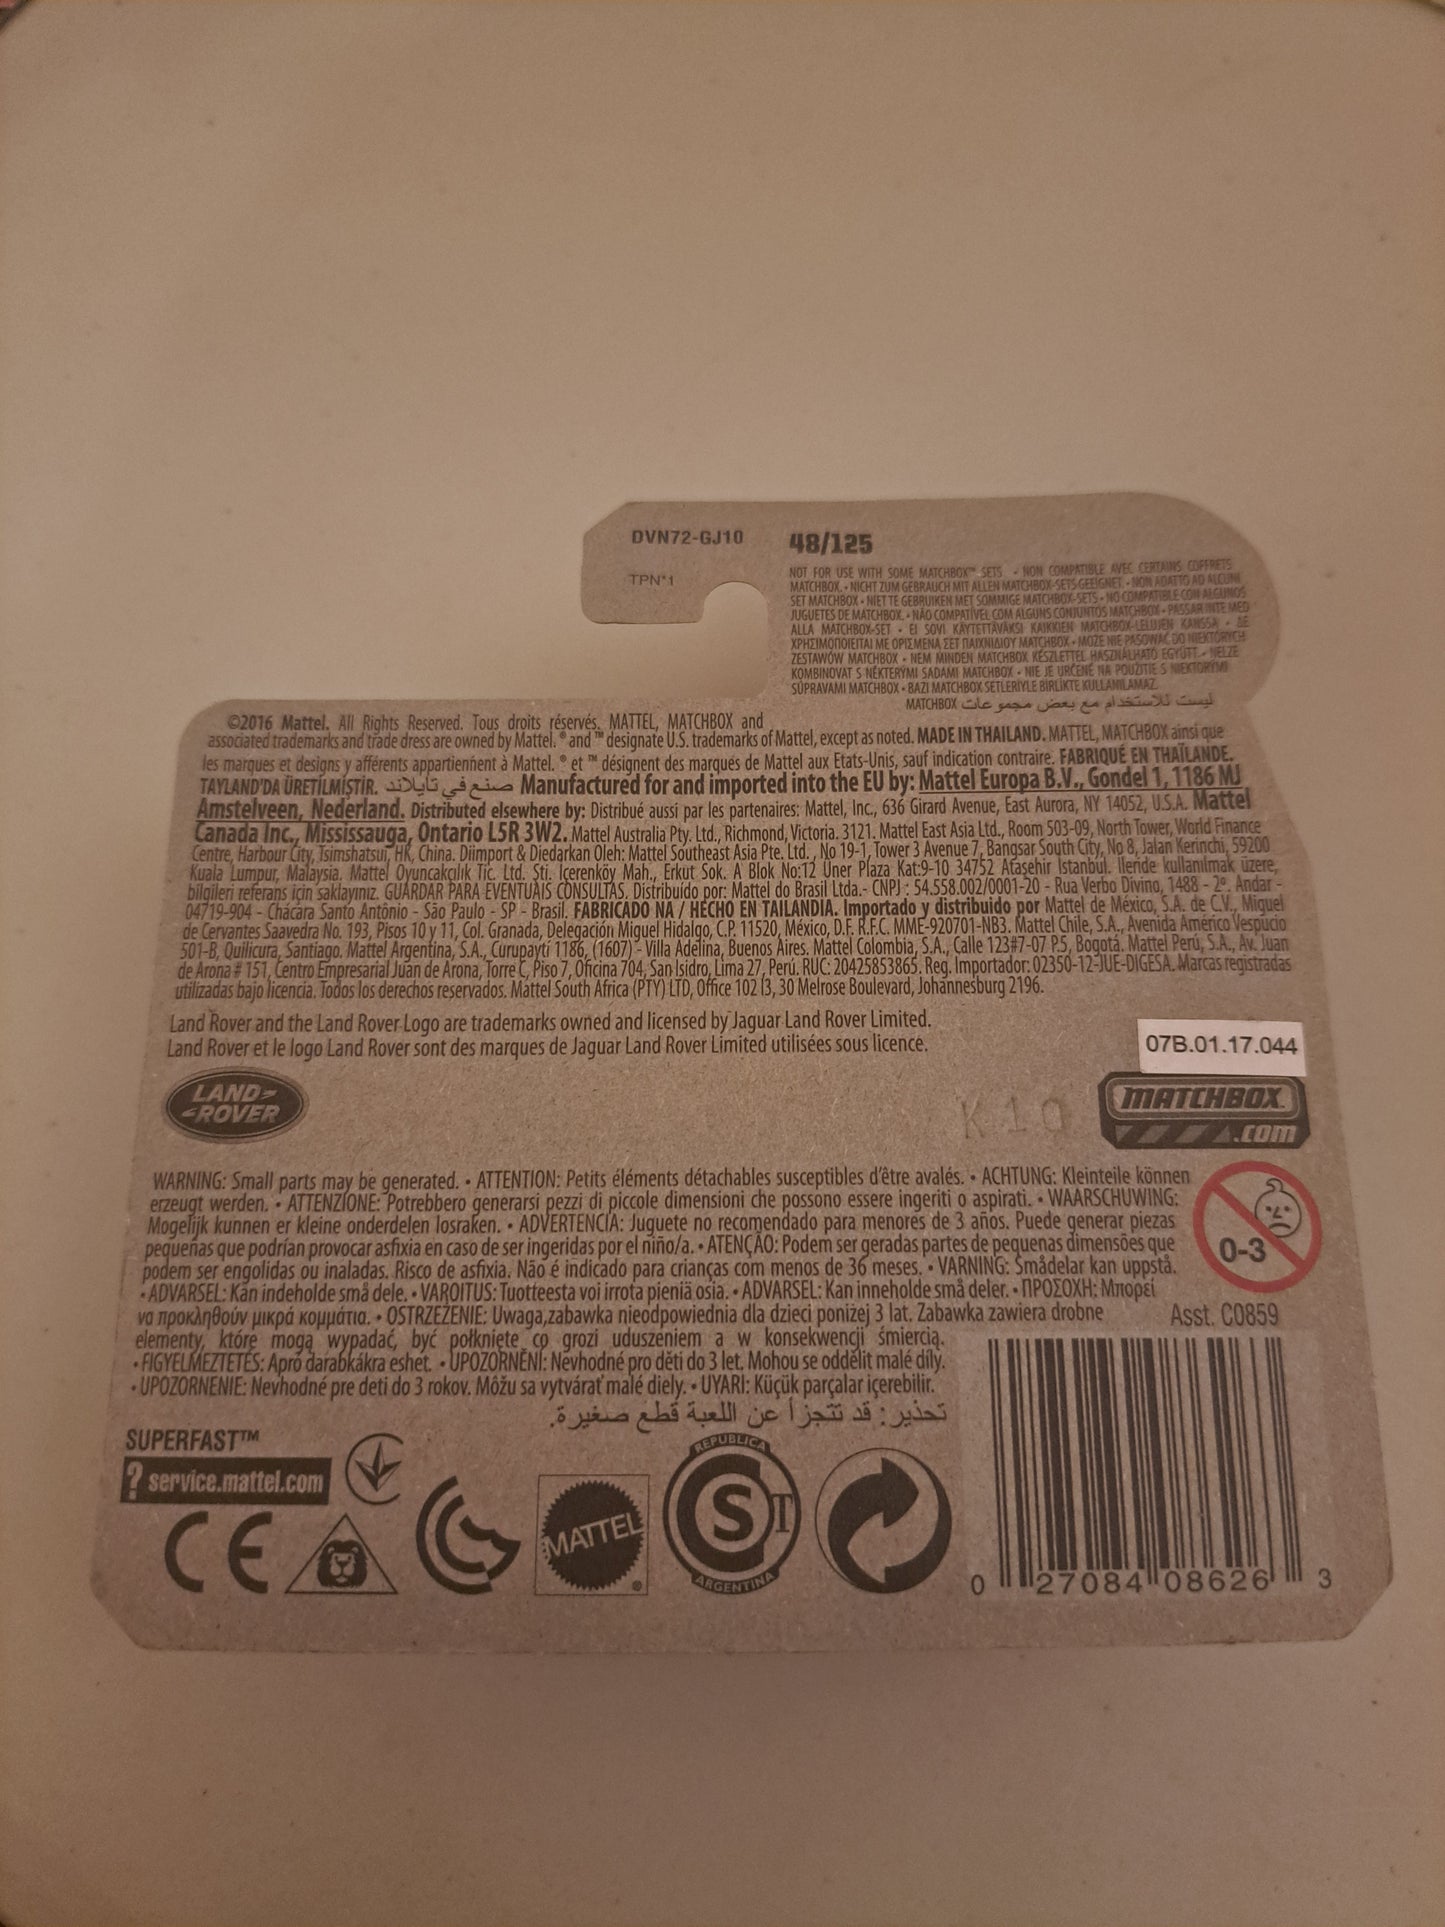 DVN72-GJ10
TPN*1
48/125
NOT FOR USE WITH SOME MATCHBOX™ SETS • NON COMPATIBLE AVEC CERTAINS COFFRETS
MATCHBOX. • NICHT ZUM GEBRAUCH MIT ALLEN MATCHBOX-SETS GEEIGNET • NON ADATTO AD ALCUNI
SET MATCHBOX • NIET TE GEBRUIKEN MET SOMMIGE MATCHBOX-SETS • NO COMPATIBLE CON ALGUNOS
JUGUETES DE MATCHBOX. • NÃO COMPATÍVEL COM ALGUNS CONJUNTOS MATCHBOX • PASSAR INTE MED
ALLA MATCHBOX-SET • EI SOVI KÄYTETTÄVÄKSI KAIKKIEN MATCHBOX-LELUJEN KANSSA • ΔΕ
ΧΡΗΣΙΜΟΠΟΙΕΙΤΑΙ ΜΕ ΟΡΙΣΜΕΝΑ ΣΕΤ ΠΑΙΧΝΙΔΙΟΥ MATCHBOX • MOŻE NIE PASOWAĆ DO NIEKTÓRYCH
ZESTAWÓW MATCHBOX • NEM MINDEN MATCHBOX KÉSZLETTEL HASZNÁLHATÓ EGYÜTT. • NELZE
KOMBINOVAT S NĚKTERÝMI SADAMI MATCHBOX • NIE JE URČENÉ NA POUŽITIE S NIEKTORÝMI
SÚPRAVAMI MATCHBOX • BAZI MATCHBOX SETLERİYLE BİRLİKTE KULLANILAMAZ.
ليست للاستخدام مع بعض مجموعات MATCHBOX
©2016 Mattel. All Rights Reserved. Tous droits réservés. MATTEL, MATCHBOX and
associated trademarks and trade dress are owned by Mattel. ® and ™ designate U.S. trademarks of Mattel, except as noted. MADE IN THAILAND. MATTEL, MATCHBOX ainsi que
les marques et designs y afférents appartiennent à Mattel. ® et ™ désignent des marques de Mattel aux Etats-Unis, sauf indication contraire. FABRIQUÉ EN THAÏLANDE.
TAYLAND'DA ÜRETİLMİŞTİR. صنع في تايلاند Manufactured for and imported into the EU by: Mattel Europa B.V., Gondel 1, 1186 MJ
Amstelveen, Nederland. Distributed elsewhere by: Distribué aussi par les partenaires: Mattel, Inc., 636 Girard Avenue, East Aurora, NY 14052, U.S.A. Mattel
Canada Inc., Mississauga, Ontario L5R 3W2. Mattel Australia Pty. Ltd., Richmond, Victoria. 3121. Mattel East Asia Ltd., Room 503-09, North Tower, World Finance
Centre, Harbour City, Tsimshatsui, HK, China. Diimport & Diedarkan Oleh: Mattel Southeast Asia Pte. Ltd. , No 19-1, Tower 3 Avenue 7, Bangsar South City, No 8, Jalan Kerinchi, 59200
Kuala Lumpur, Malaysia. Mattel Oyuncakçılık Tic. Ltd. Şti. İçerenköy Mah., Erkut Sok. A Blok No:12 Üner Plaza Kat:9-10 34752 Ataşehir İstanbul. İleride kullanılmak üzere,
bilgileri referans için saklayınız. GUARDAR PARA EVENTUAIS CONSULTAS. Distribuído por: Mattel do Brasil Ltda.- CNPJ : 54.558.002/0001-20 - Rua Verbo Divino, 1488 - 2º. Andar -
04719-904 - Chácara Santo Antônio - São Paulo - SP - Brasil. FABRICADO NA / HECHO EN TAILANDIA. Importado y distribuido por Mattel de México, S.A. de C.V., Miguel
de Cervantes Saavedra No. 193, Pisos 10 y 11, Col. Granada, Delegación Miguel Hidalgo, C.P. 11520, México, D.F. R.F.C. MME-920701-NB3. Mattel Chile, S.A., Avenida Américo Vespucio
501-B, Quilicura, Santiago. Mattel Argentina, S.A., Curupaytí 1186, (1607) - Villa Adelina, Buenos Aires. Mattel Colombia, S.A., Calle 123#7-07 P.5, Bogotá. Mattel Perú, S.A., Av. Juan
de Arona # 151, Centro Empresarial Juan de Arona, Torre C, Piso 7, Oficina 704, San Isidro, Lima 27, Perú. RUC: 20425853865. Reg. Importador: 02350-12-JUE-DIGESA. Marcas registradas
utilizadas bajo licencia. Todos los derechos reservados. Mattel South Africa (PTY) LTD, Office 102 I3, 30 Melrose Boulevard, Johannesburg 2196.
Land Rover and the Land Rover Logo are trademarks owned and licensed by Jaguar Land Rover Limited.
Land Rover et le logo Land Rover sont des marques de Jaguar Land Rover Limited utilisées sous licence.
07B.01.17.044
LAND
ROVER
K10
MATCHBOX
.com
WARNING: Small parts may be generated. • ATTENTION: Petits éléments détachables susceptibles d'être avalés. • ACHTUNG: Kleinteile können
erzeugt werden. • ATTENZIONE: Potrebbero generarsi pezzi di piccole dimensioni che possono essere ingeriti o aspirati. • WAARSCHUWING:
Mogelijk kunnen er kleine onderdelen losraken. • ADVERTENCIA: Juguete no recomendado para menores de 3 años. Puede generar piezas
pequeñas que podrían provocar asfixia en caso de ser ingeridas por el niño/a. • ATENÇÃO: Podem ser geradas partes de pequenas dimensões que
podem ser engolidas ou inaladas. Risco de asfixia. Não é indicado para crianças com menos de 36 meses. • VARNING: Smådelar kan uppstå.
• ADVARSEL: Kan indeholde små dele. • VAROITUS: Tuotteesta voi irrota pieniä osia. • ADVARSEL: Kan inneholde små deler. • ΠΡΟΣΟΧΗ: Μπορεί
να προκληθούν μικρά κομμάτια. • OSTRZEŻENIE: Uwaga,zabawka nieodpowiednia dla dzieci poniżej 3 lat. Zabawka zawiera drobne
elementy, które mogą wypadać, być połknięte co grozi uduszeniem a w konsekwencji śmiercią.
• FIGYELMEZTETÉS: Apró darabkákra eshet. • UPOZORNĚNÍ: Nevhodné pro děti do 3 let. Mohou se oddělit malé díly.
• UPOZORNENIE: Nevhodné pre deti do 3 rokov. Môžu sa vytvárať malé diely. • UYARI: Küçük parçalar içerebilir.
تحذير: قد تتجزأ عن اللعبة قطع صغيرة.
0-3
Asst. C0859
SUPERFAST™
? service.mattel.com
CE
MATTEL
®
REPUBLICA
S T
ARGENTINA
0 27084 08626 3